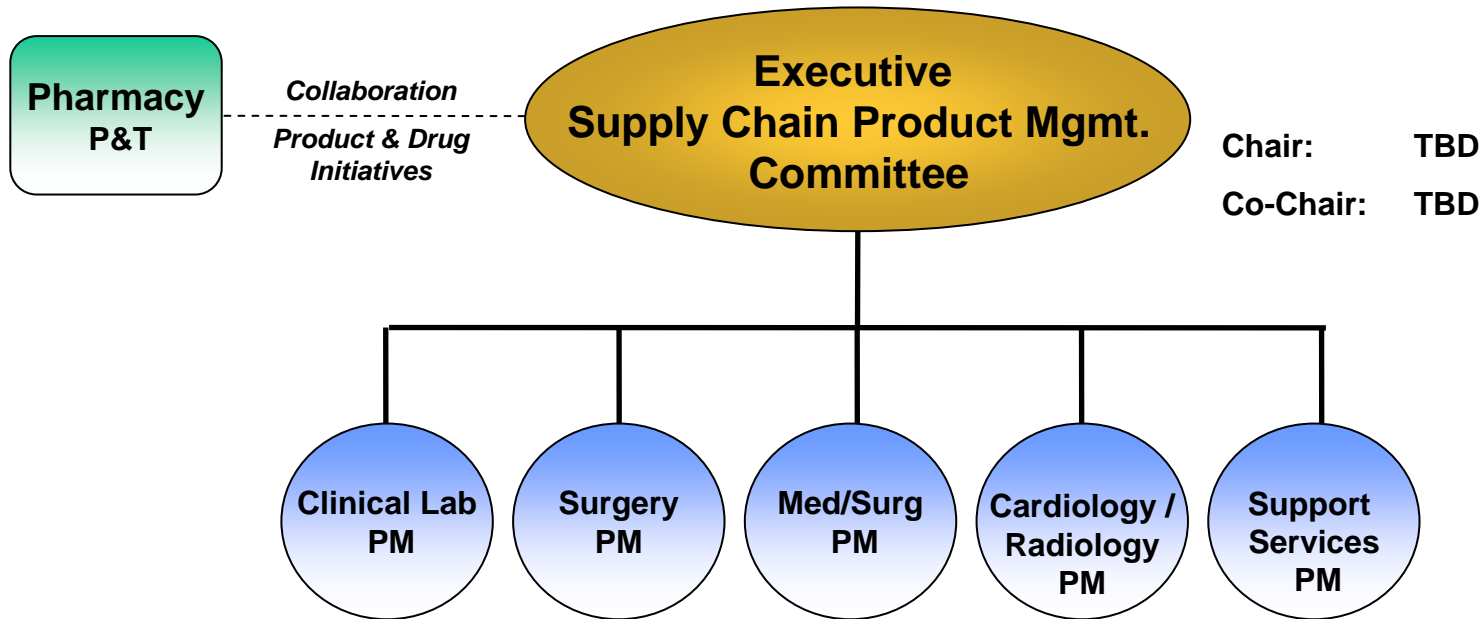 Pharmacy
P&T
Collaboration
Product & Drug
Initiatives
Executive
Supply Chain Product Mgmt.
Committee
Chair: TBD
Co-Chair: TBD
Clinical Lab
PM
Surgery
PM
Med/Surg
PM
Cardiology /
Radiology
PM
Support
Services
PM